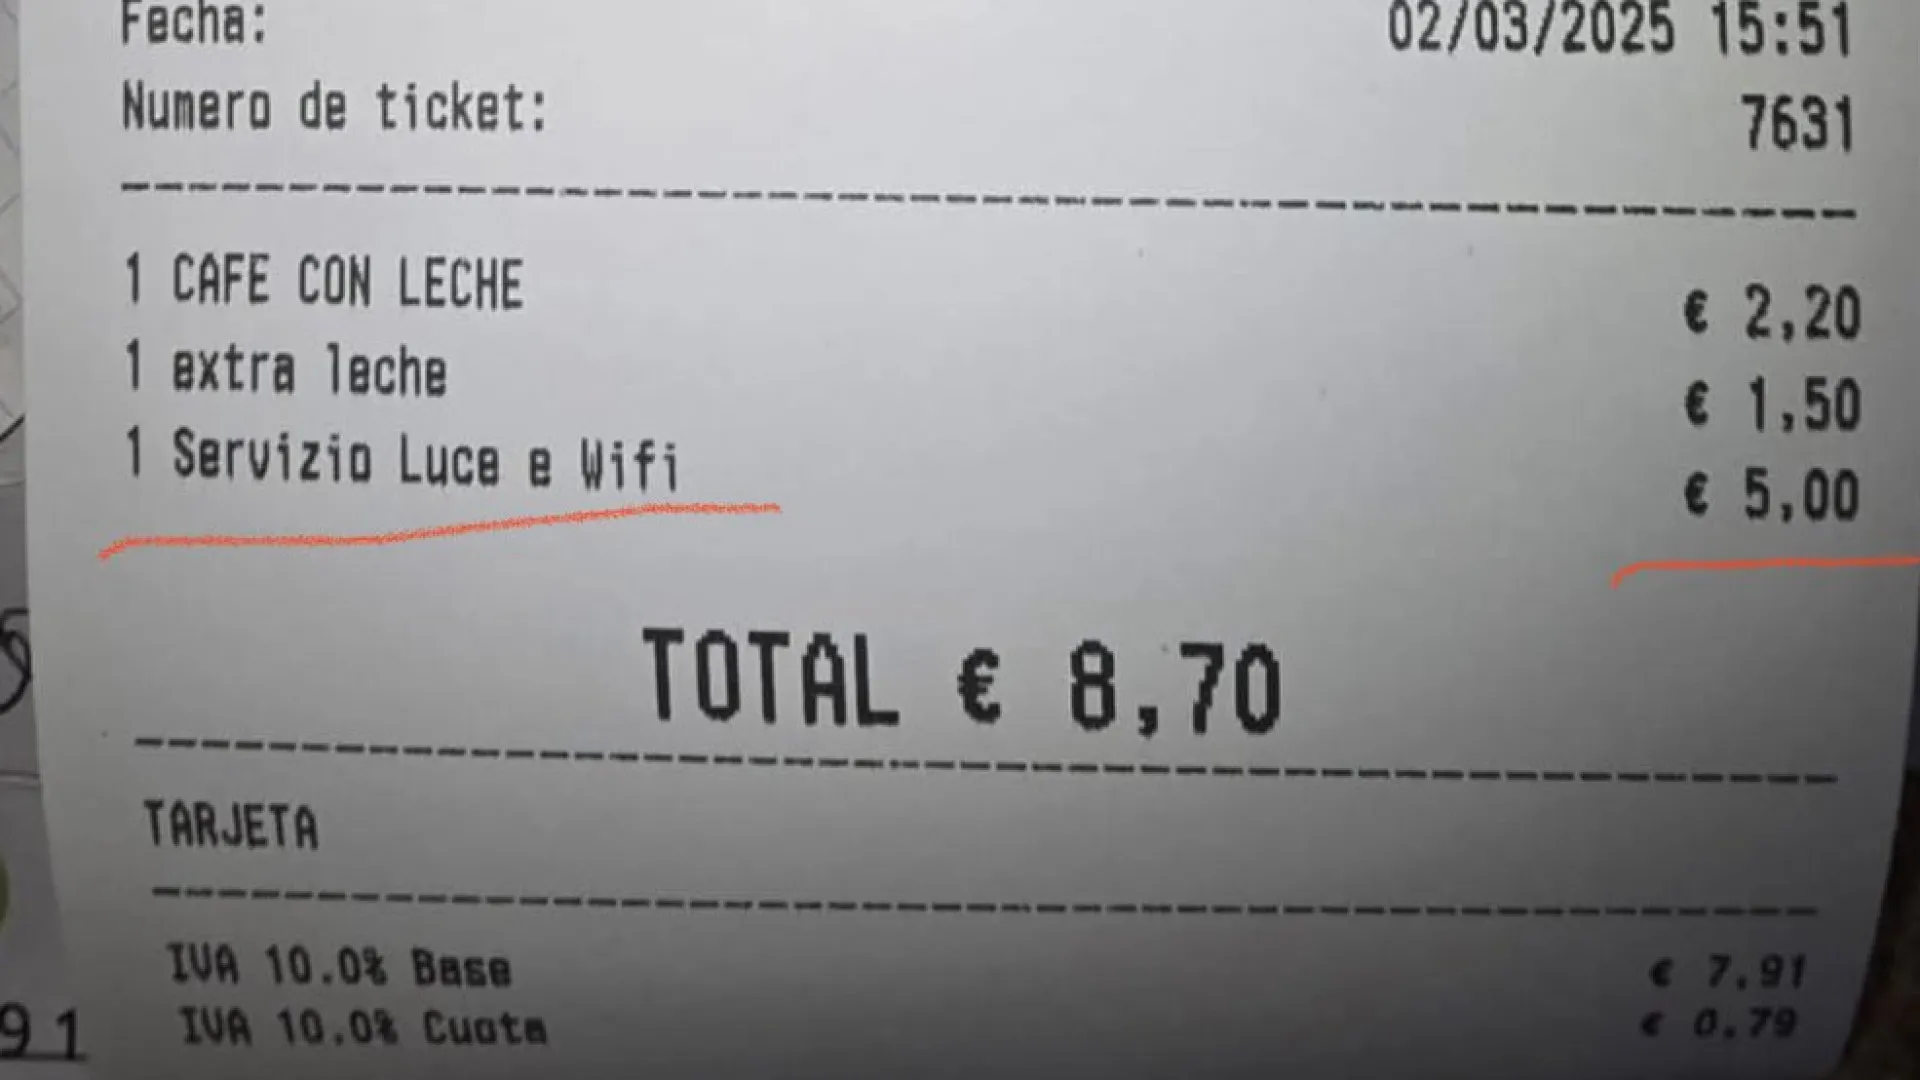 Fecha: 02/03/2025 15:51
Numero de ticket: 7631
1 CAFE CON LECHE € 2,20
1 extra leche € 1,50
1 Servizio Luce e Wifi € 5,00
TOTAL € 8,70
TARJETA
IVA 10.0% Base € 7,91
IVA 10.0% Cuota € 0,79
91